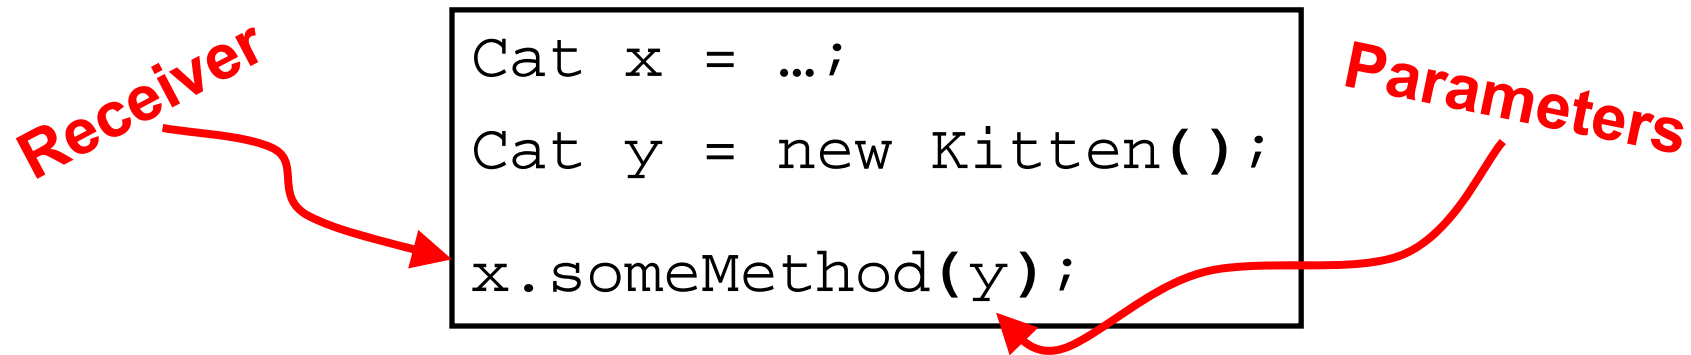 Receiver
Cat x = …;
Cat y = new Kitten();
x.someMethod(y);
Parameters